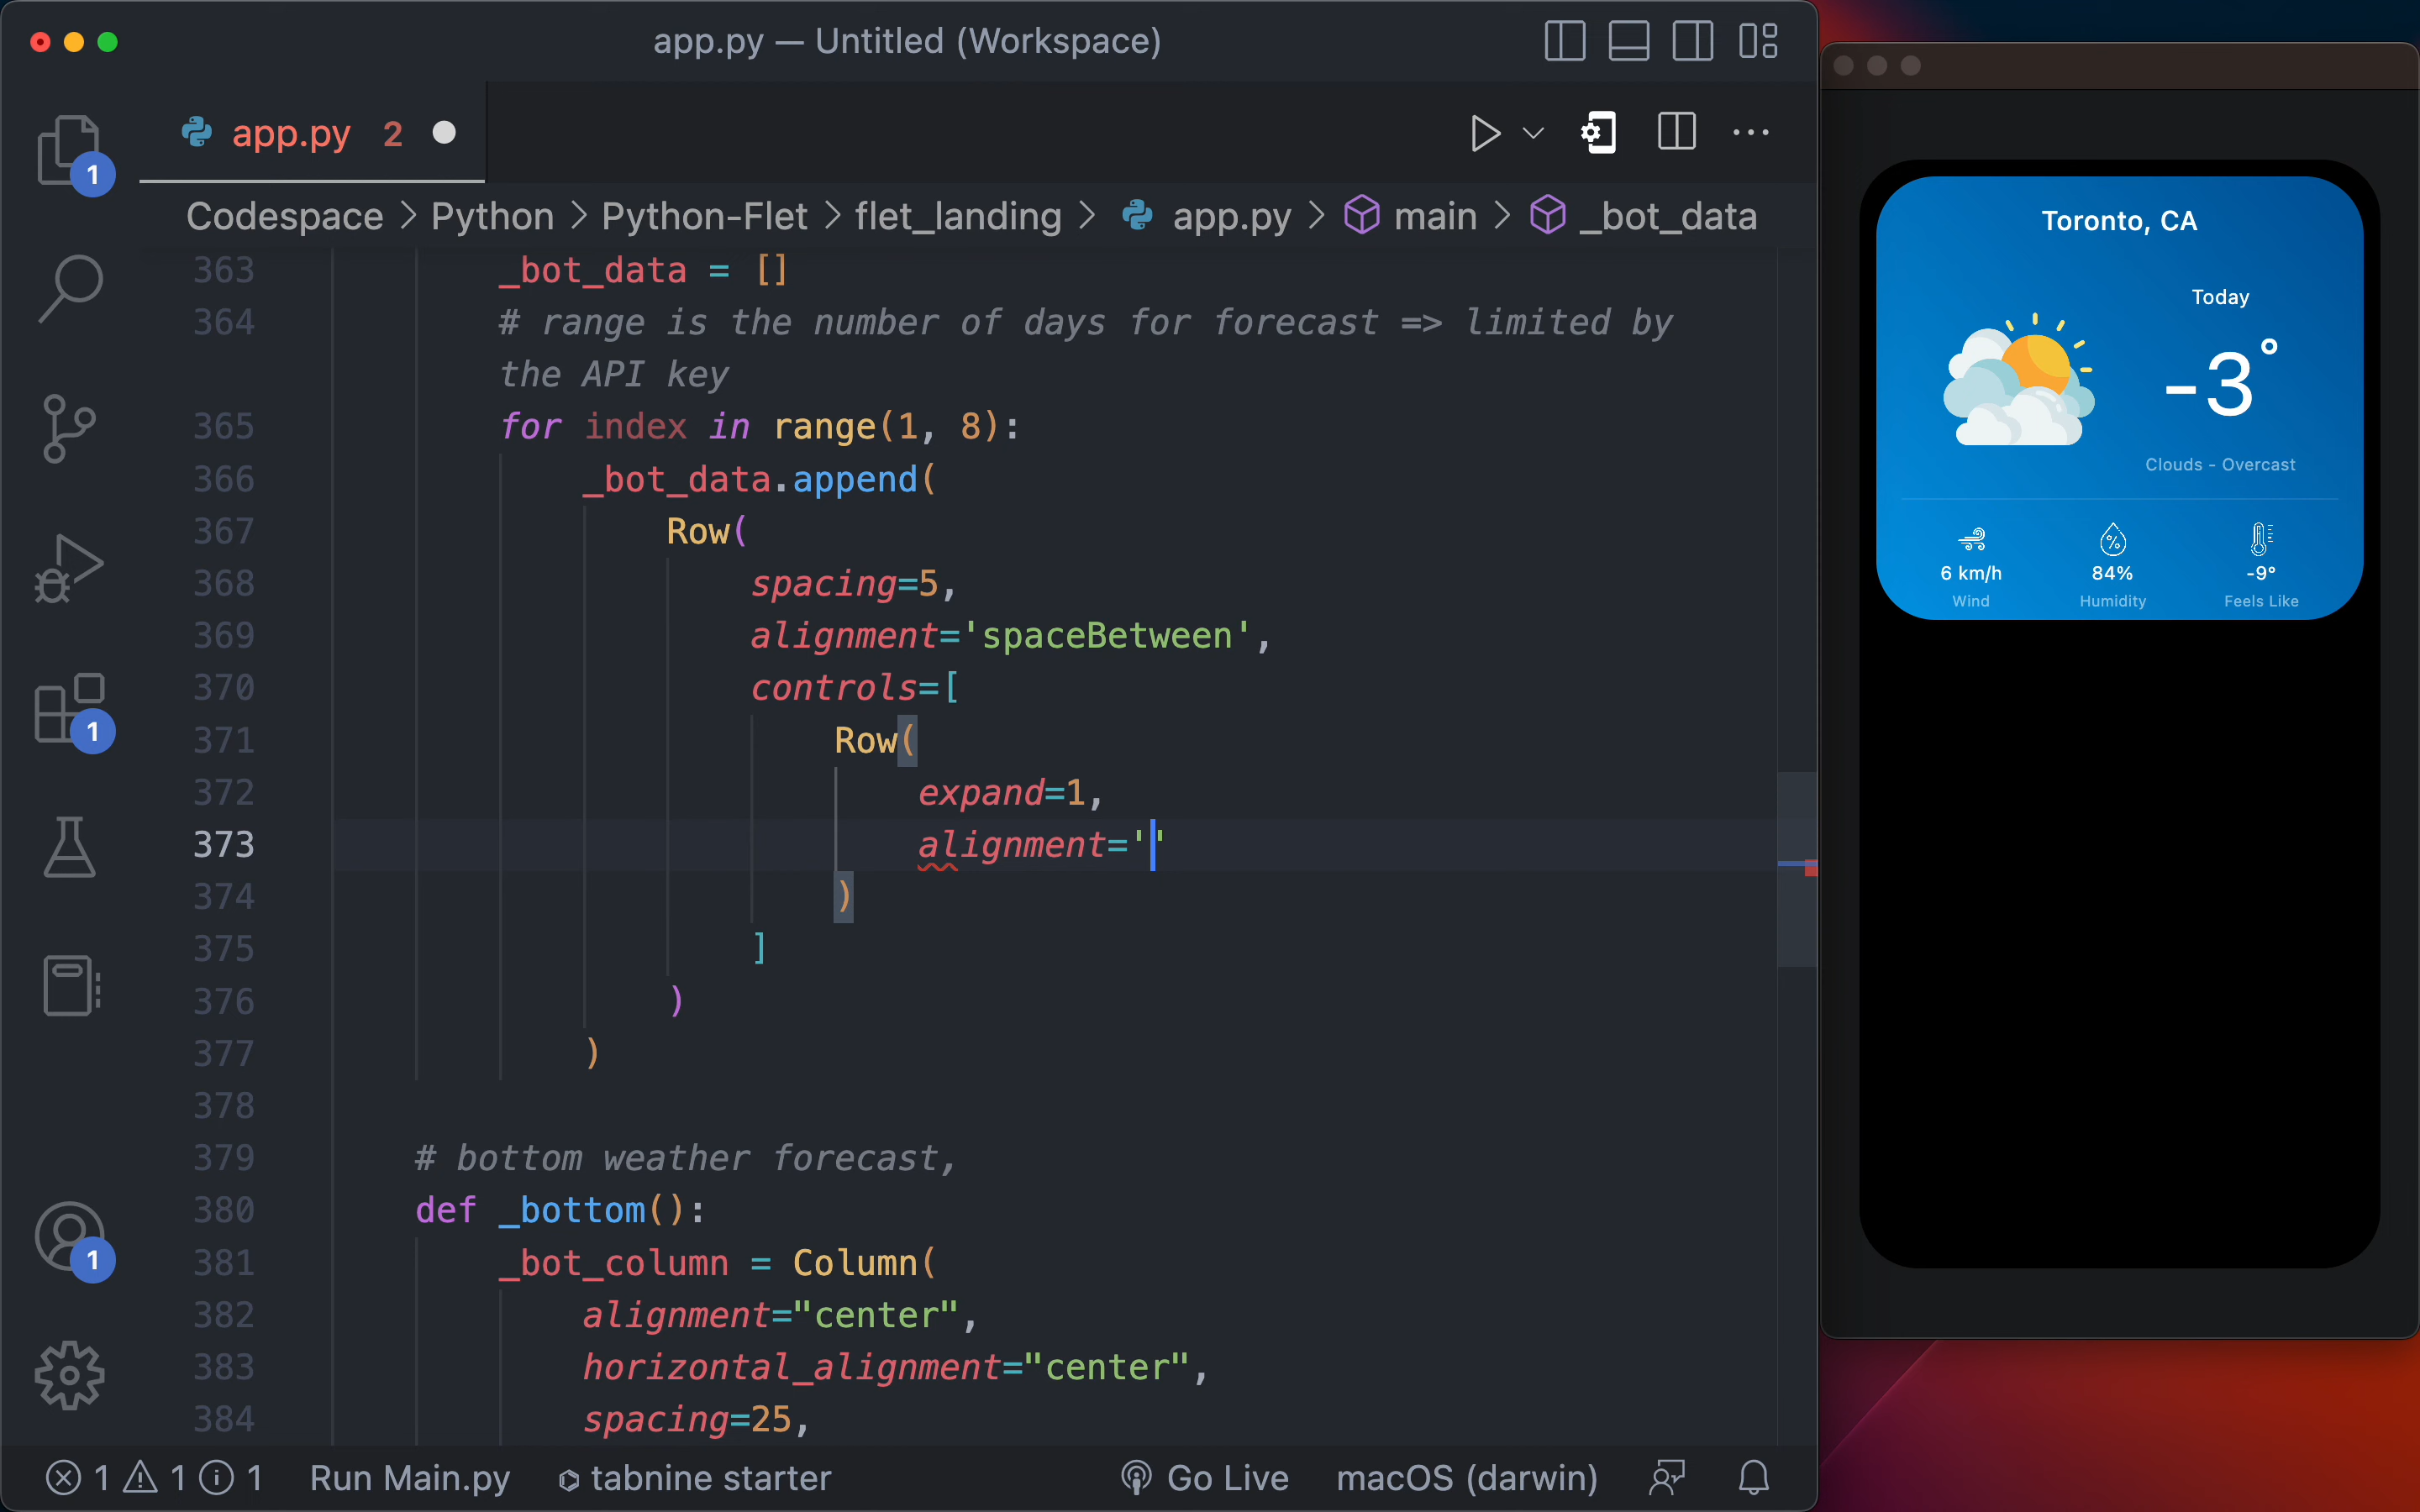 app.py — Untitled (Workspace)
app.py 2
Codespace > Python > Python-Flet > flet_landing > app.py > main > _bot_data
363 _bot_data = []
364 # range is the number of days for forecast => limited by
the API key
365 for index in range(1, 8):
366 _bot_data.append(
367 Row(
368 spacing=5,
369 alignment='spaceBetween',
370 controls=[
371 Row(
372 expand=1,
373 alignment=''
374 )
375 ]
376 )
377 )
378
379 # bottom weather forecast,
380 def _bottom():
381 _bot_column = Column(
382 alignment="center",
383 horizontal_alignment="center",
384 spacing=25,
1
1
1
1 1 1 Run Main.py tabnine starter Go Live macOS (darwin)
Toronto, CA
Today
-3°
Clouds - Overcast
%
6 km/h 84% -9°
Wind Humidity Feels Like